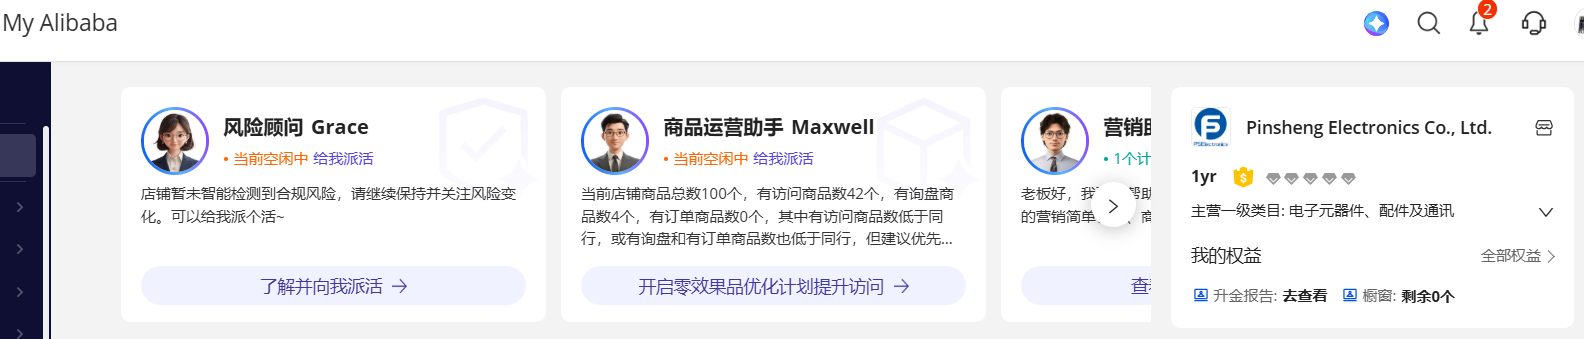 My Alibaba
2
风险顾问 Grace
• 当前空闲中 给我派活
店铺暂未智能检测到合规风险，请继续保持并关注风险变
化。可以给我派个活~
了解并向我派活 →
商品运营助手 Maxwell
• 当前空闲中 给我派活
当前店铺商品总数100个，有访问商品数42个，有询盘商
品数4个，有订单商品数0个，其中有访问商品数低于同
行，或有询盘和有订单商品数也低于同行，但建议优先...
开启零效果品优化计划提升访问 →
营销
• 1个计
老板好，我
的营销简单
查
Pinsheng Electronics Co., Ltd.
PSElectronics
1yr
主营一级类目: 电子元器件、配件及通讯
我的权益
全部权益 >
升金报告: 去查看
橱窗: 剩余0个